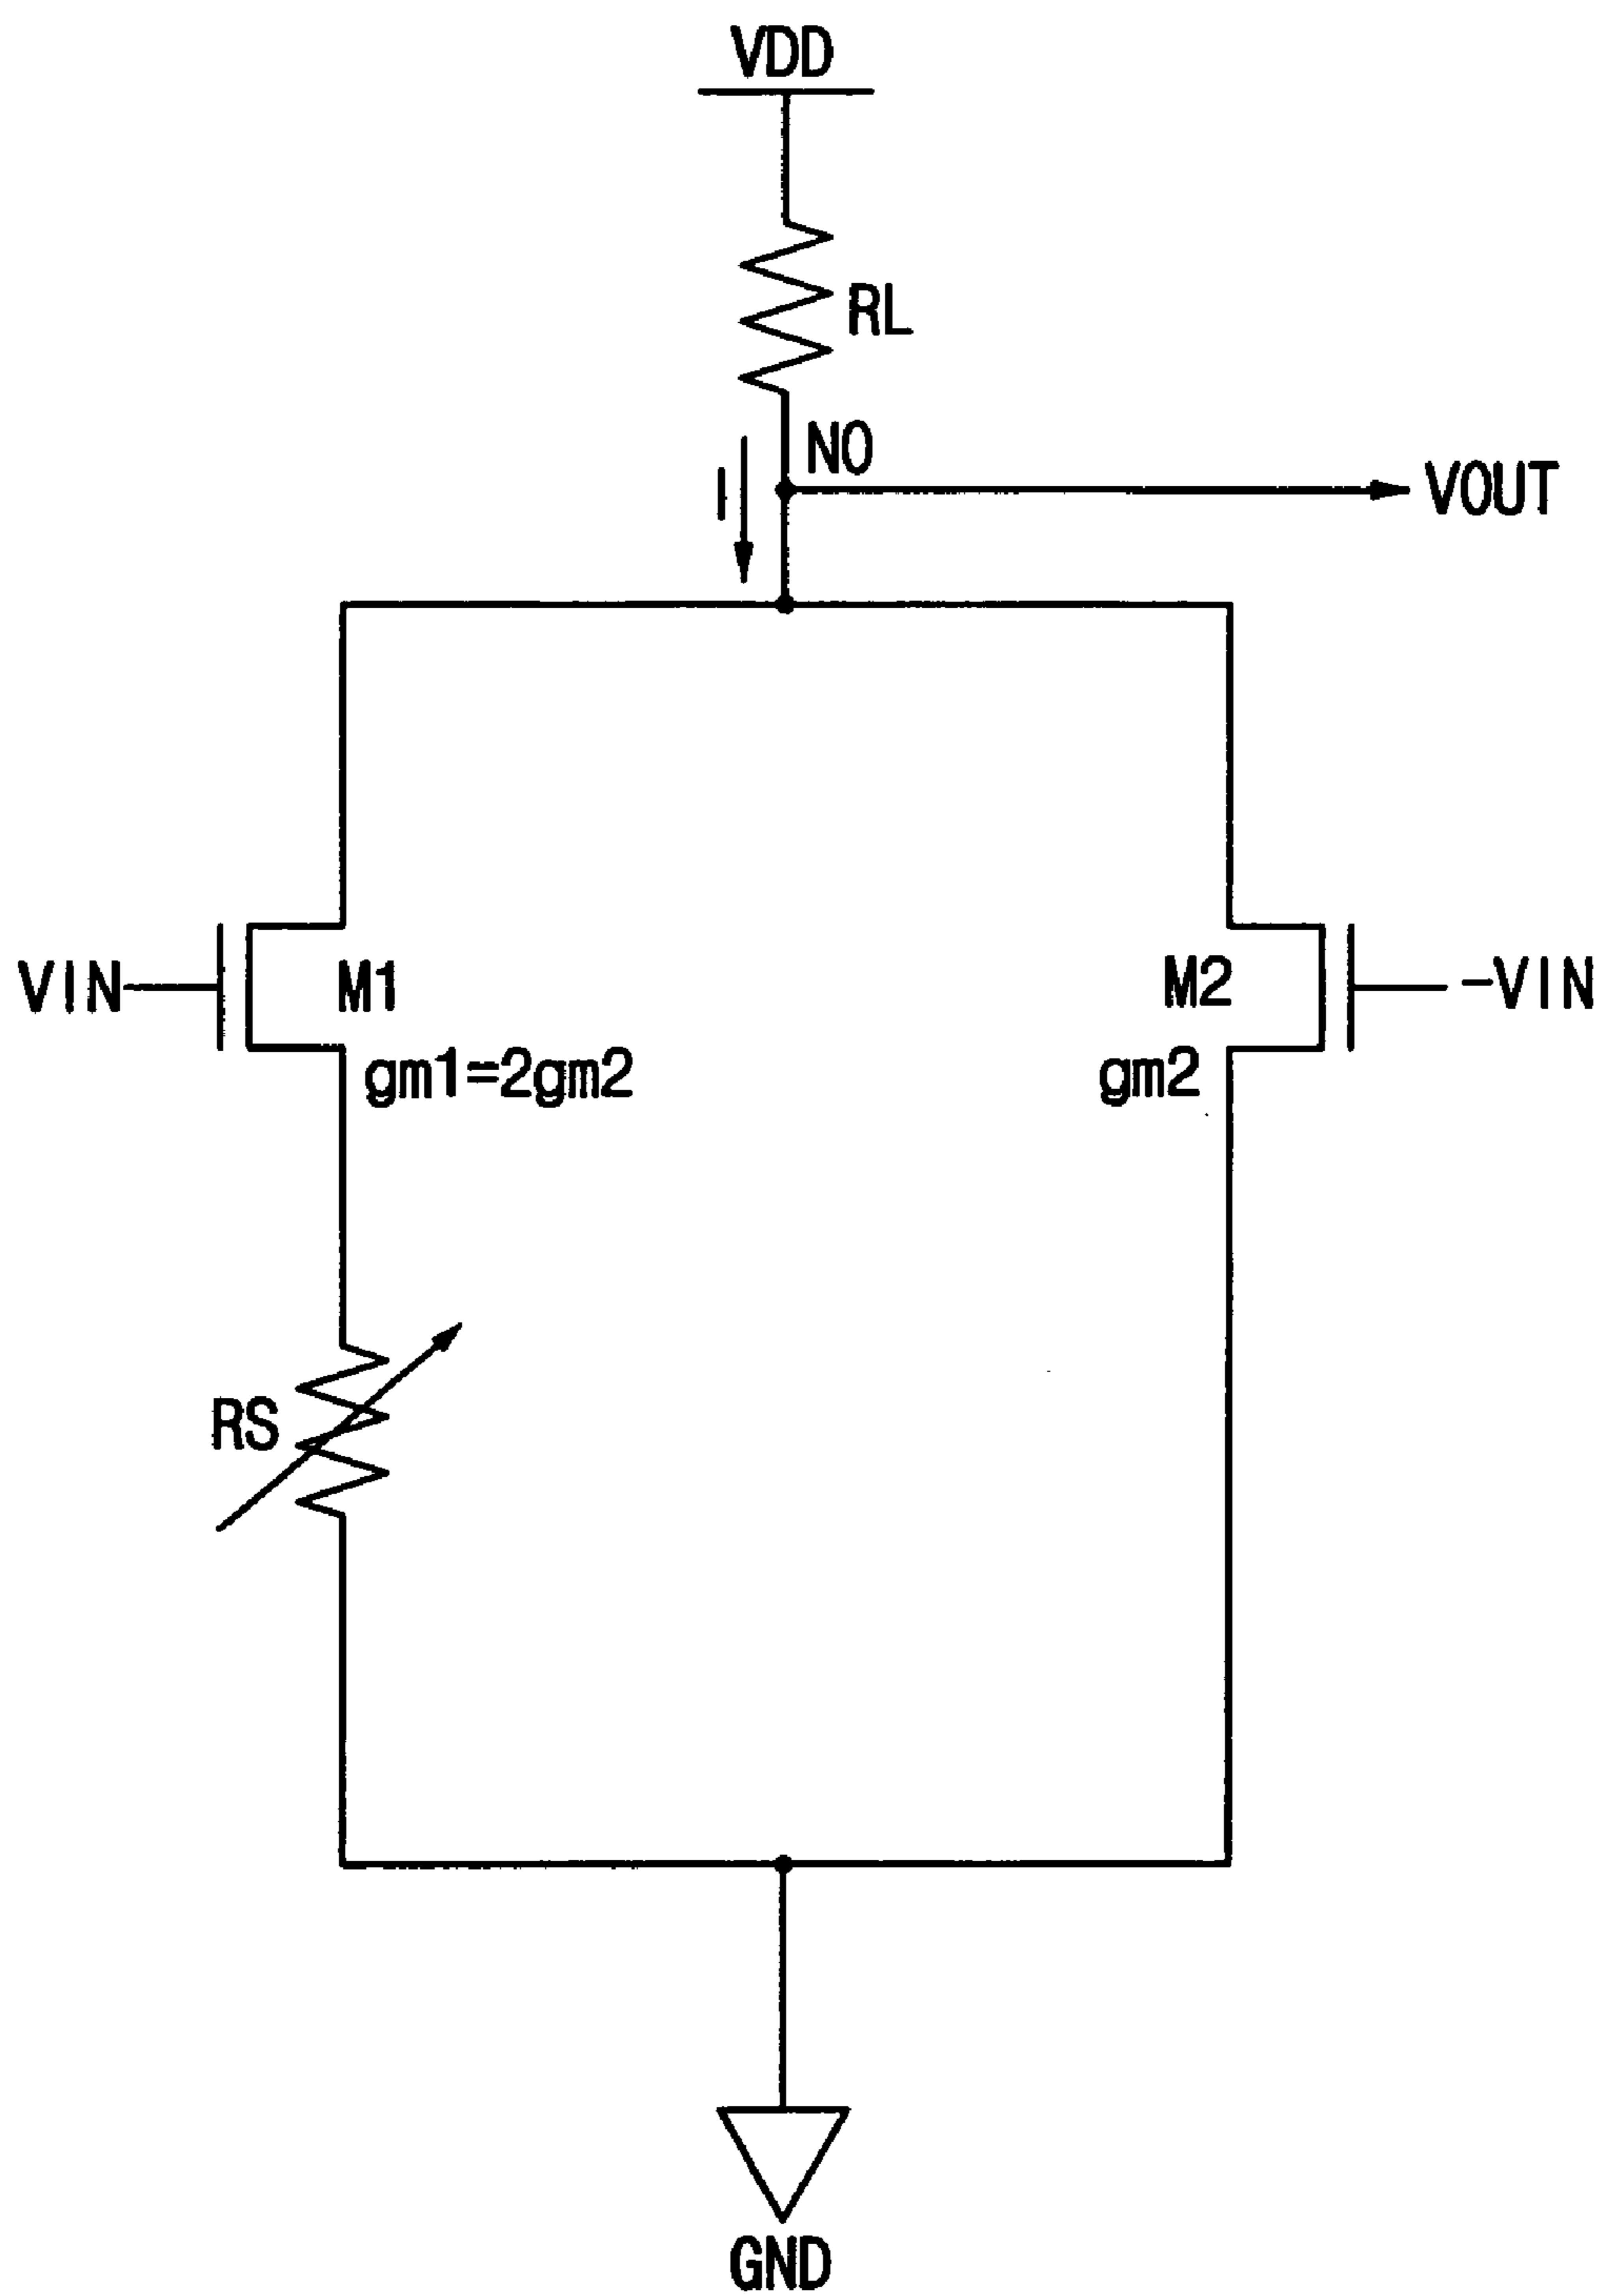 VDD
RL
NO
I
VOUT
VIN
M1
M2
-VIN
gm1=2gm2
gm2
RS
GND